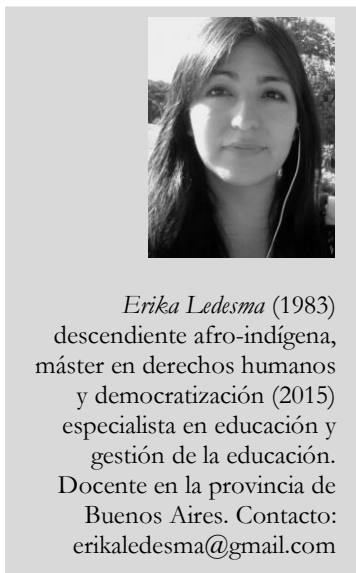 Erika Ledesma (1983)
descendiente afro-indígena,
máster en derechos humanos
y democratización (2015)
especialista en educación y
gestión de la educación.
Docente en la provincia de
Buenos Aires. Contacto:
erikaledesma@gmail.com